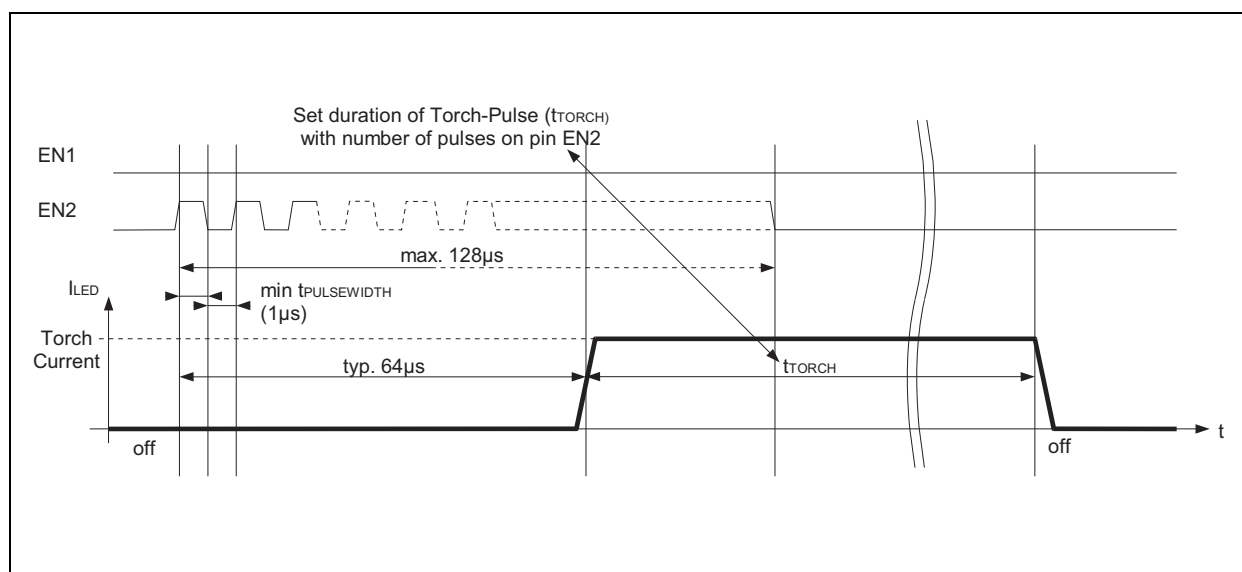 Set duration of Torch-Pulse (tTORCH)
with number of pulses on pin EN2
EN1
EN2
max. 128µs
ILED
min tPULSEWIDTH
(1µs)
Torch
Current
typ. 64µs
tTORCH
off
off
t